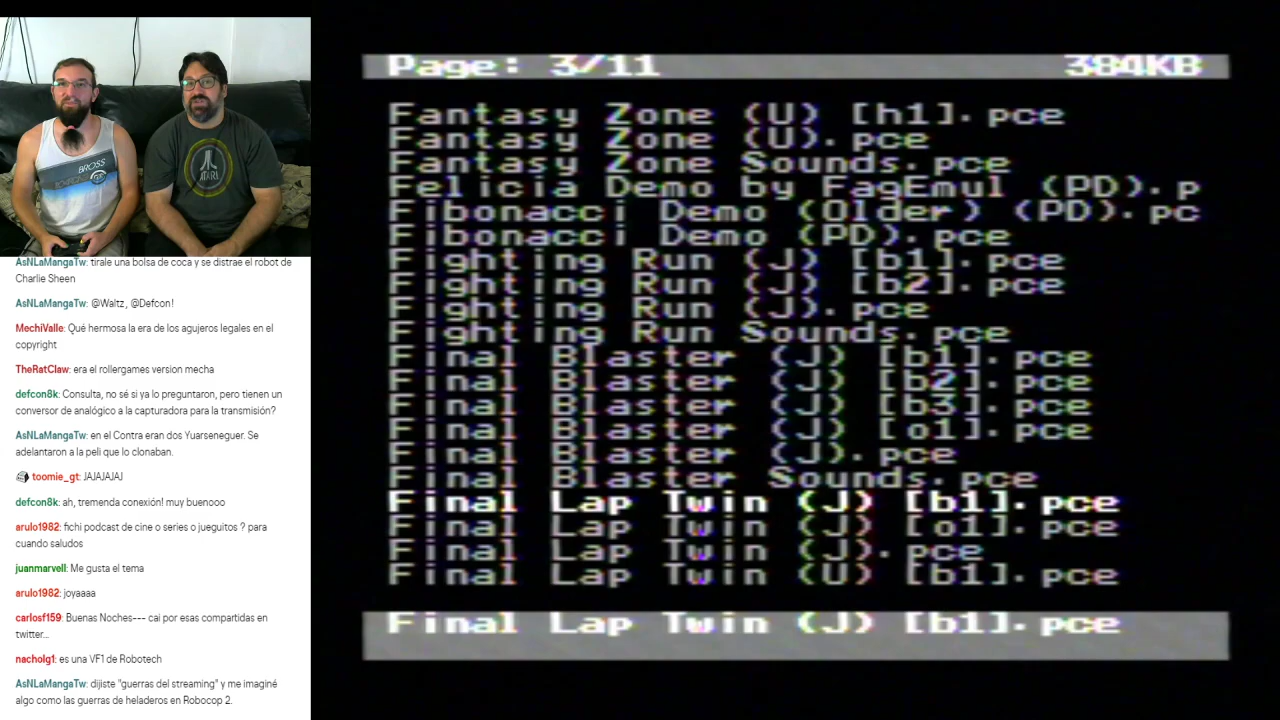 BROSS
ATARI
AsNLaMangaTw: tirale una bolsa de coca y se distrae el robot de
Charlie Sheen
AsNLaMangaTw: @Waltz, @Defcon!
MechiValle: Qué hermosa la era de los agujeros legales en el
copyright
TheRatClaw: era el rollergames version mecha
defcon8k: Consulta, no sé si ya lo preguntaron, pero tienen un
conversor de analógico a la capturadora para la transmisión?
AsNLaMangaTw: en el Contra eran dos Yuarseneguer. Se
adelantaron a la peli que lo clonaban.
toomie_gt: JAJAJAJAJ
defcon8k: ah, tremenda conexión! muy buenooo
arulo1982: fichi podcast de cine o series o jueguitos ? para
cuando saludos
juanmarvell: Me gusta el tema
arulo1982: joyaaaa
carlosf159: Buenas Noches--- cai por esas compartidas en
twitter...
nacholg1: es una VF1 de Robotech
AsNLaMangaTw: dijiste "guerras del streaming" y me imaginé
algo como las guerras de heladeros en Robocop 2.
Page: 3/11 384KB
Fantasy Zone (U) [h1].pce
Fantasy Zone (U).pce
Fantasy Zone Sounds.pce
Felicia Demo by FagEmul (PD).p
Fibonacci Demo (Older) (PD).pc
Fibonacci Demo (PD).pce
Fighting Run (J) [b1].pce
Fighting Run (J) [b2].pce
Fighting Run (J).pce
Fighting Run Sounds.pce
Final Blaster (J) [b1].pce
Final Blaster (J) [b2].pce
Final Blaster (J) [b3].pce
Final Blaster (J) [o1].pce
Final Blaster (J).pce
Final Blaster Sounds.pce
Final Lap Twin (J) [b1].pce
Final Lap Twin (J) [o1].pce
Final Lap Twin (J).pce
Final Lap Twin (U) [b1].pce
Final Lap Twin (J) [b1].pce